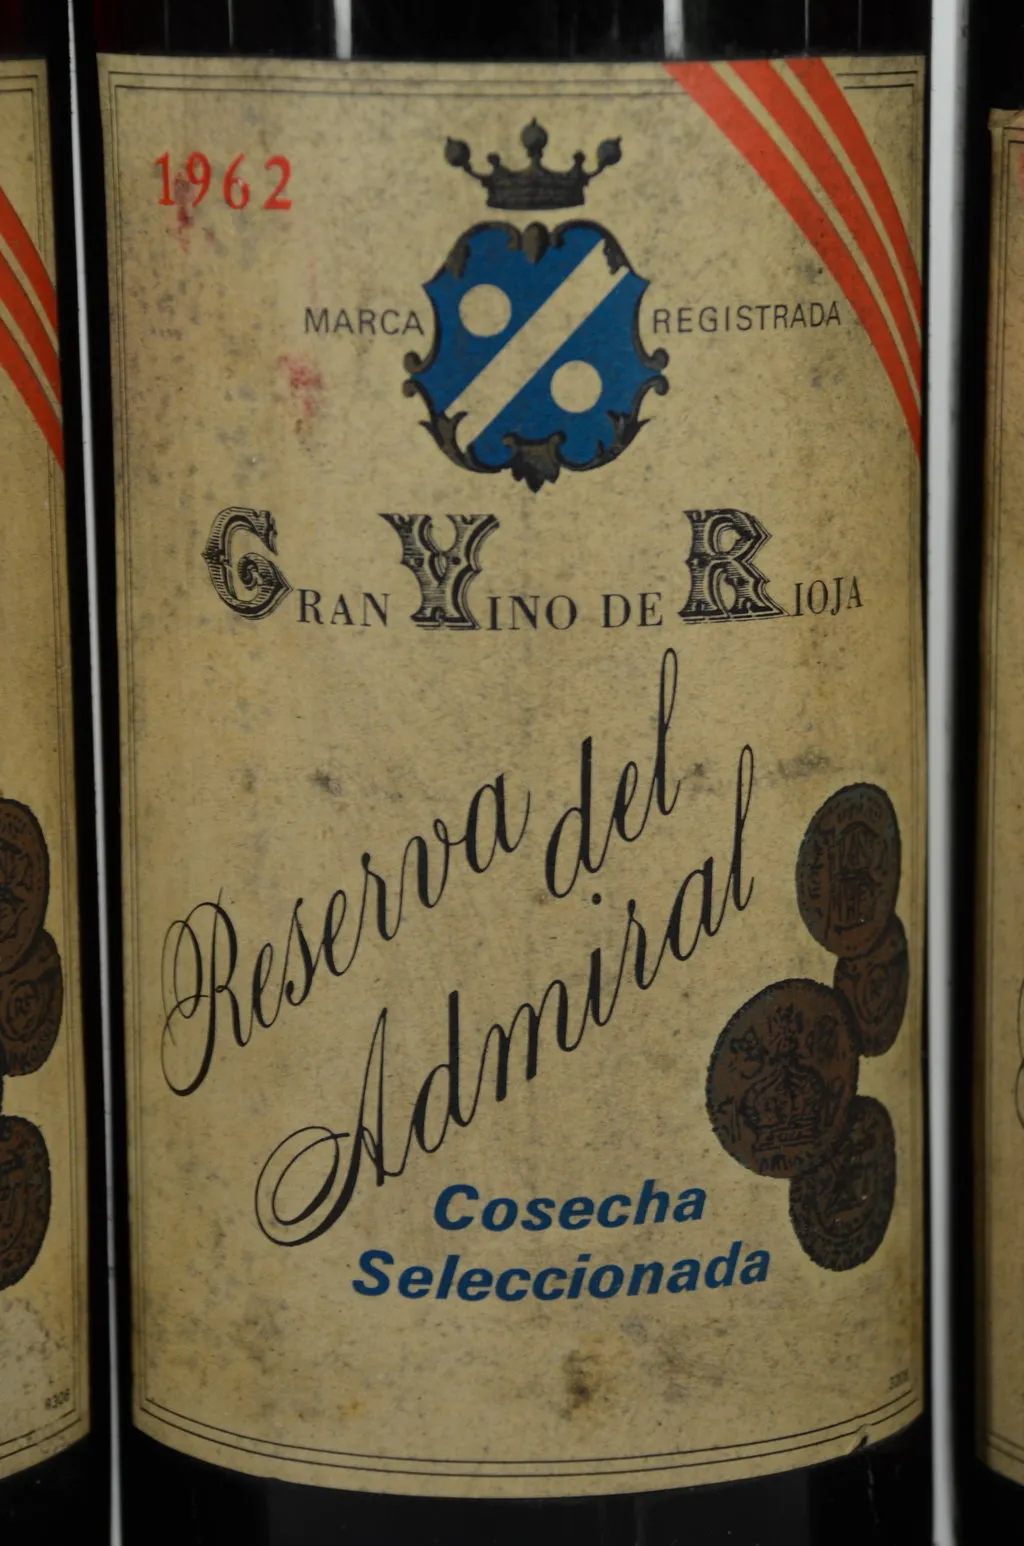 1962
MARCA REGISTRADA
GRAN VINO DE RIOJA
Reserva del
Admiral
Cosecha
Seleccionada